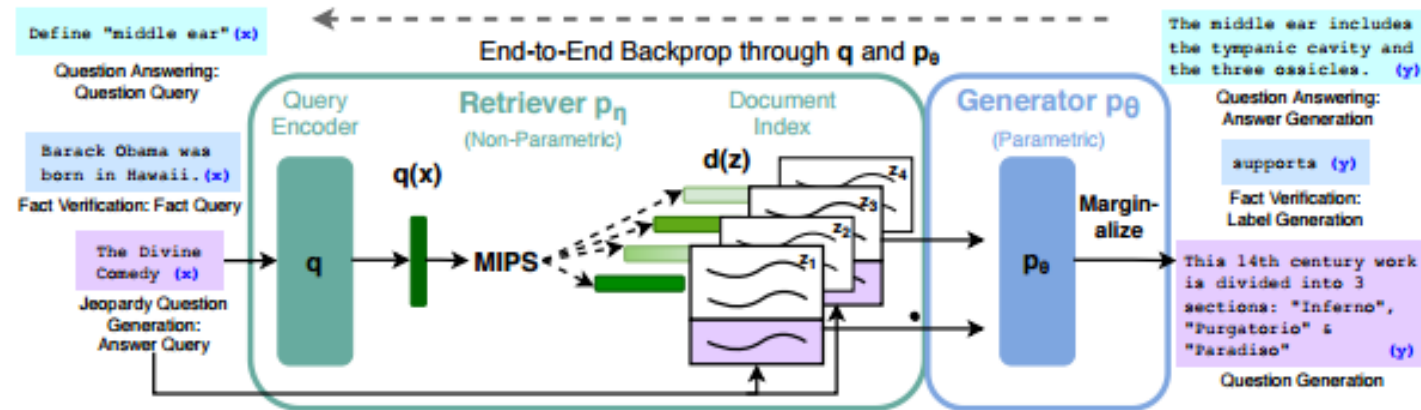 Define "middle ear" (x)
Question Answering:
Question Query
Barack Obama was
born in Hawaii. (x)
Fact Verification: Fact Query
The Divine
Comedy (x)
Jeopardy Question
Generation:
Answer Query
End-to-End Backprop through q and pθ
Query
Encoder
q
q(x)
Retriever pη
(Non-Parametric)
MIPS
Document
Index
d(z)
z4
z3
z2
z1
Generator pθ
(Parametric)
pθ
Margin-
alize
The middle ear includes
the tympanic cavity and
the three ossicles. (y)
Question Answering:
Answer Generation
supports (y)
Fact Verification:
Label Generation
This 14th century work
is divided into 3
sections: "Inferno",
"Purgatorio" &
"Paradiso" (y)
Question Generation